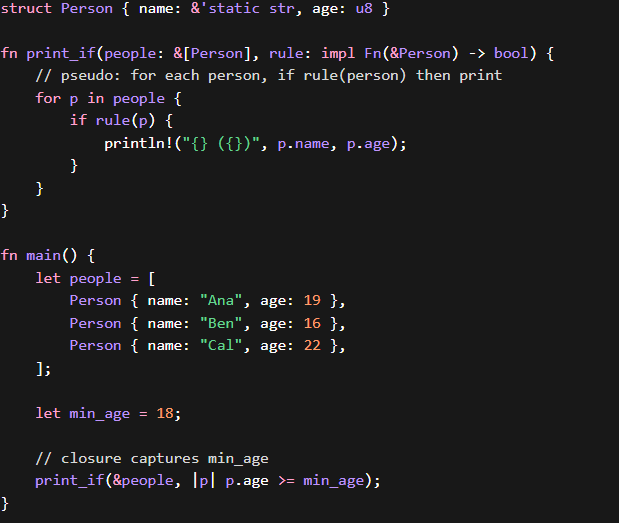 struct Person { name: &'static str, age: u8 }

fn print_if(people: &[Person], rule: impl Fn(&Person) -> bool) {
    // pseudo: for each person, if rule(person) then print
    for p in people {
        if rule(p) {
            println!("{} ({})", p.name, p.age);
        }
    }
}

fn main() {
    let people = [
        Person { name: "Ana", age: 19 },
        Person { name: "Ben", age: 16 },
        Person { name: "Cal", age: 22 },
    ];

    let min_age = 18;

    // closure captures min_age
    print_if(&people, |p| p.age >= min_age);
}